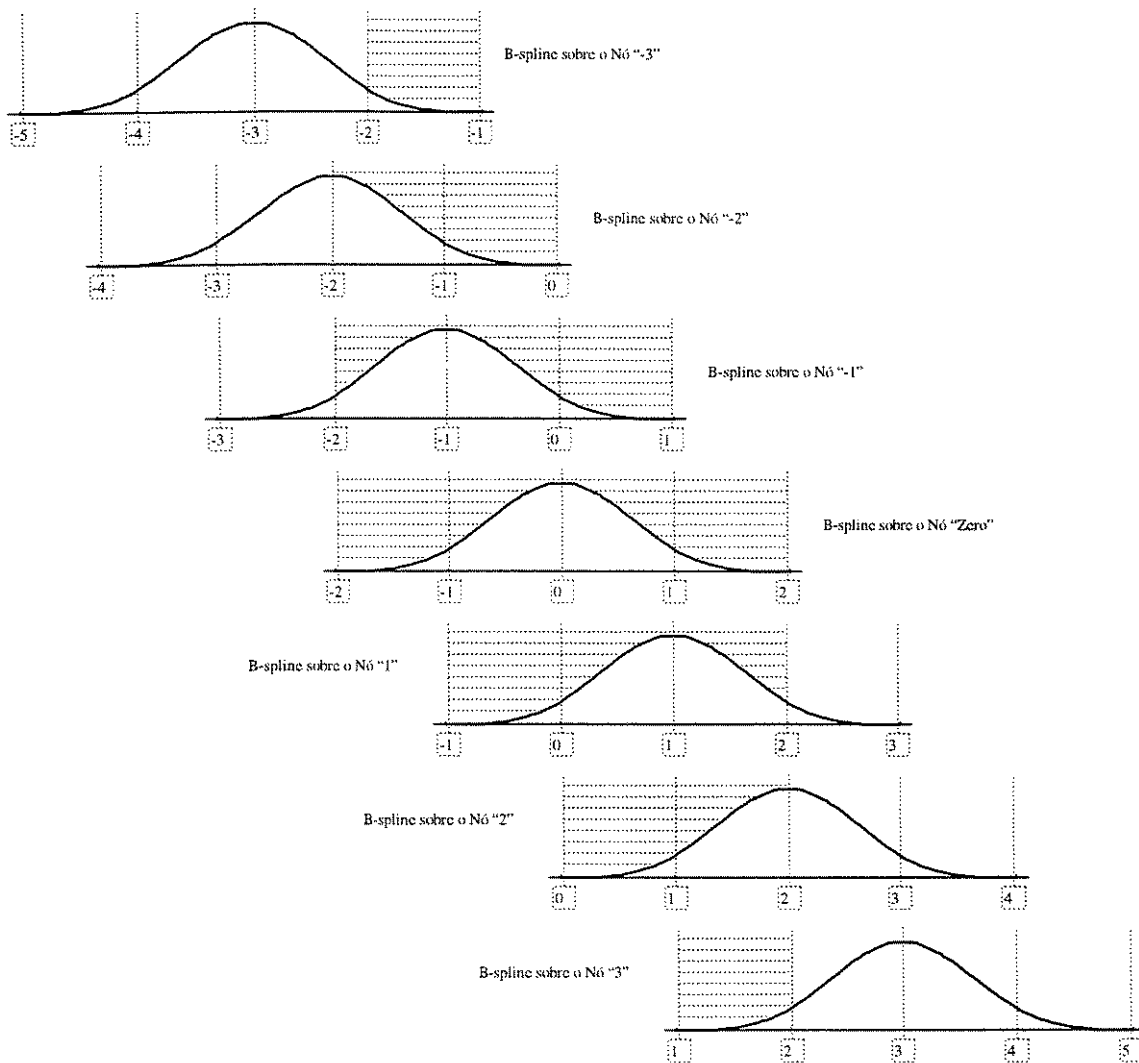 B-spline sobre o Nó “-3”
-5 -4 -3 -2 -1
B-spline sobre o Nó “-2”
-4 -3 -2 -1 0
B-spline sobre o Nó “-1”
-3 -2 -1 0 1
B-spline sobre o Nó “Zero”
-2 -1 0 1 2
B-spline sobre o Nó “1”
-1 0 1 2 3
B-spline sobre o Nó “2”
0 1 2 3 4
B-spline sobre o Nó “3”
1 2 3 4 5